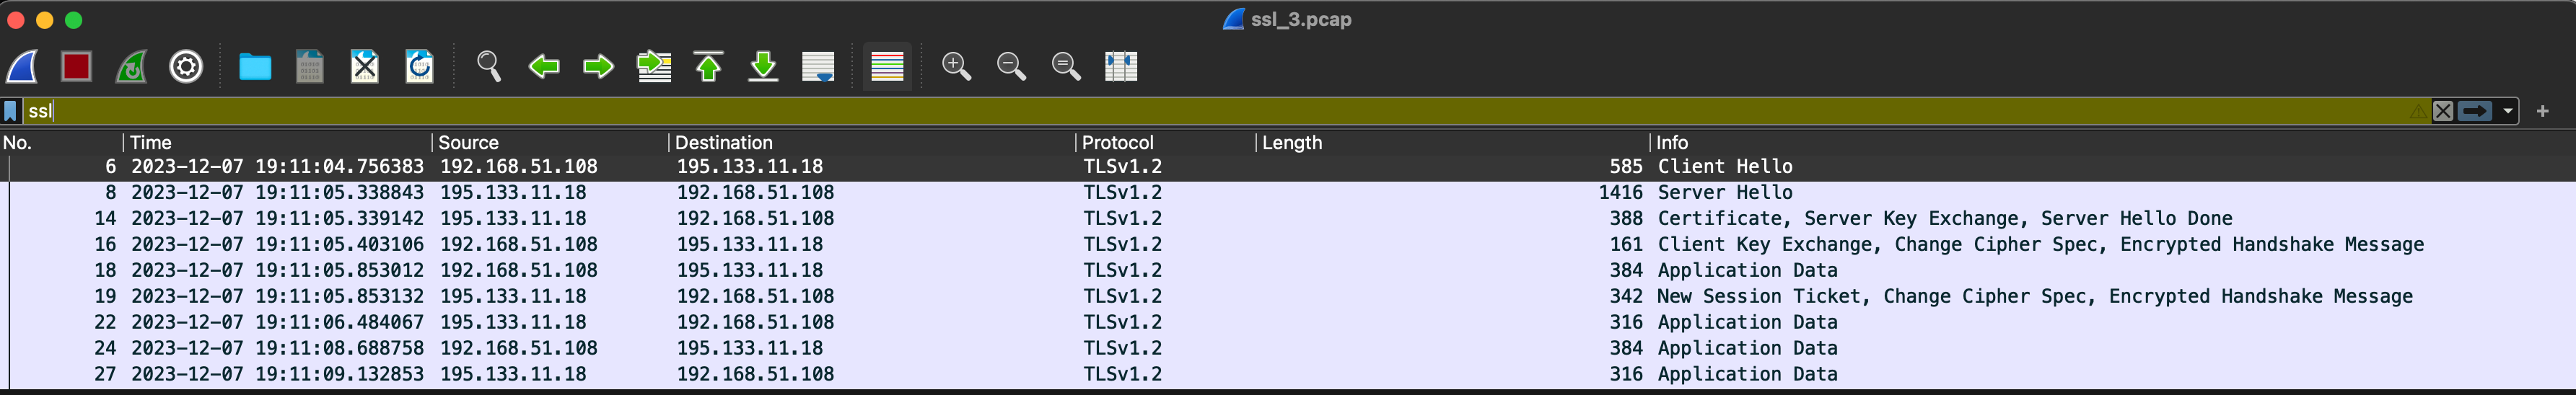 ssl_3.pcap
ssl
No. Time Source Destination Protocol Length Info
6 2023-12-07 19:11:04.756383 192.168.51.108 195.133.11.18 TLSv1.2 585 Client Hello
8 2023-12-07 19:11:05.338843 195.133.11.18 192.168.51.108 TLSv1.2 1416 Server Hello
14 2023-12-07 19:11:05.339142 195.133.11.18 192.168.51.108 TLSv1.2 388 Certificate, Server Key Exchange, Server Hello Done
16 2023-12-07 19:11:05.403106 192.168.51.108 195.133.11.18 TLSv1.2 161 Client Key Exchange, Change Cipher Spec, Encrypted Handshake Message
18 2023-12-07 19:11:05.853012 192.168.51.108 195.133.11.18 TLSv1.2 384 Application Data
19 2023-12-07 19:11:05.853132 195.133.11.18 192.168.51.108 TLSv1.2 342 New Session Ticket, Change Cipher Spec, Encrypted Handshake Message
22 2023-12-07 19:11:06.484067 195.133.11.18 192.168.51.108 TLSv1.2 316 Application Data
24 2023-12-07 19:11:08.688758 192.168.51.108 195.133.11.18 TLSv1.2 384 Application Data
27 2023-12-07 19:11:09.132853 195.133.11.18 192.168.51.108 TLSv1.2 316 Application Data